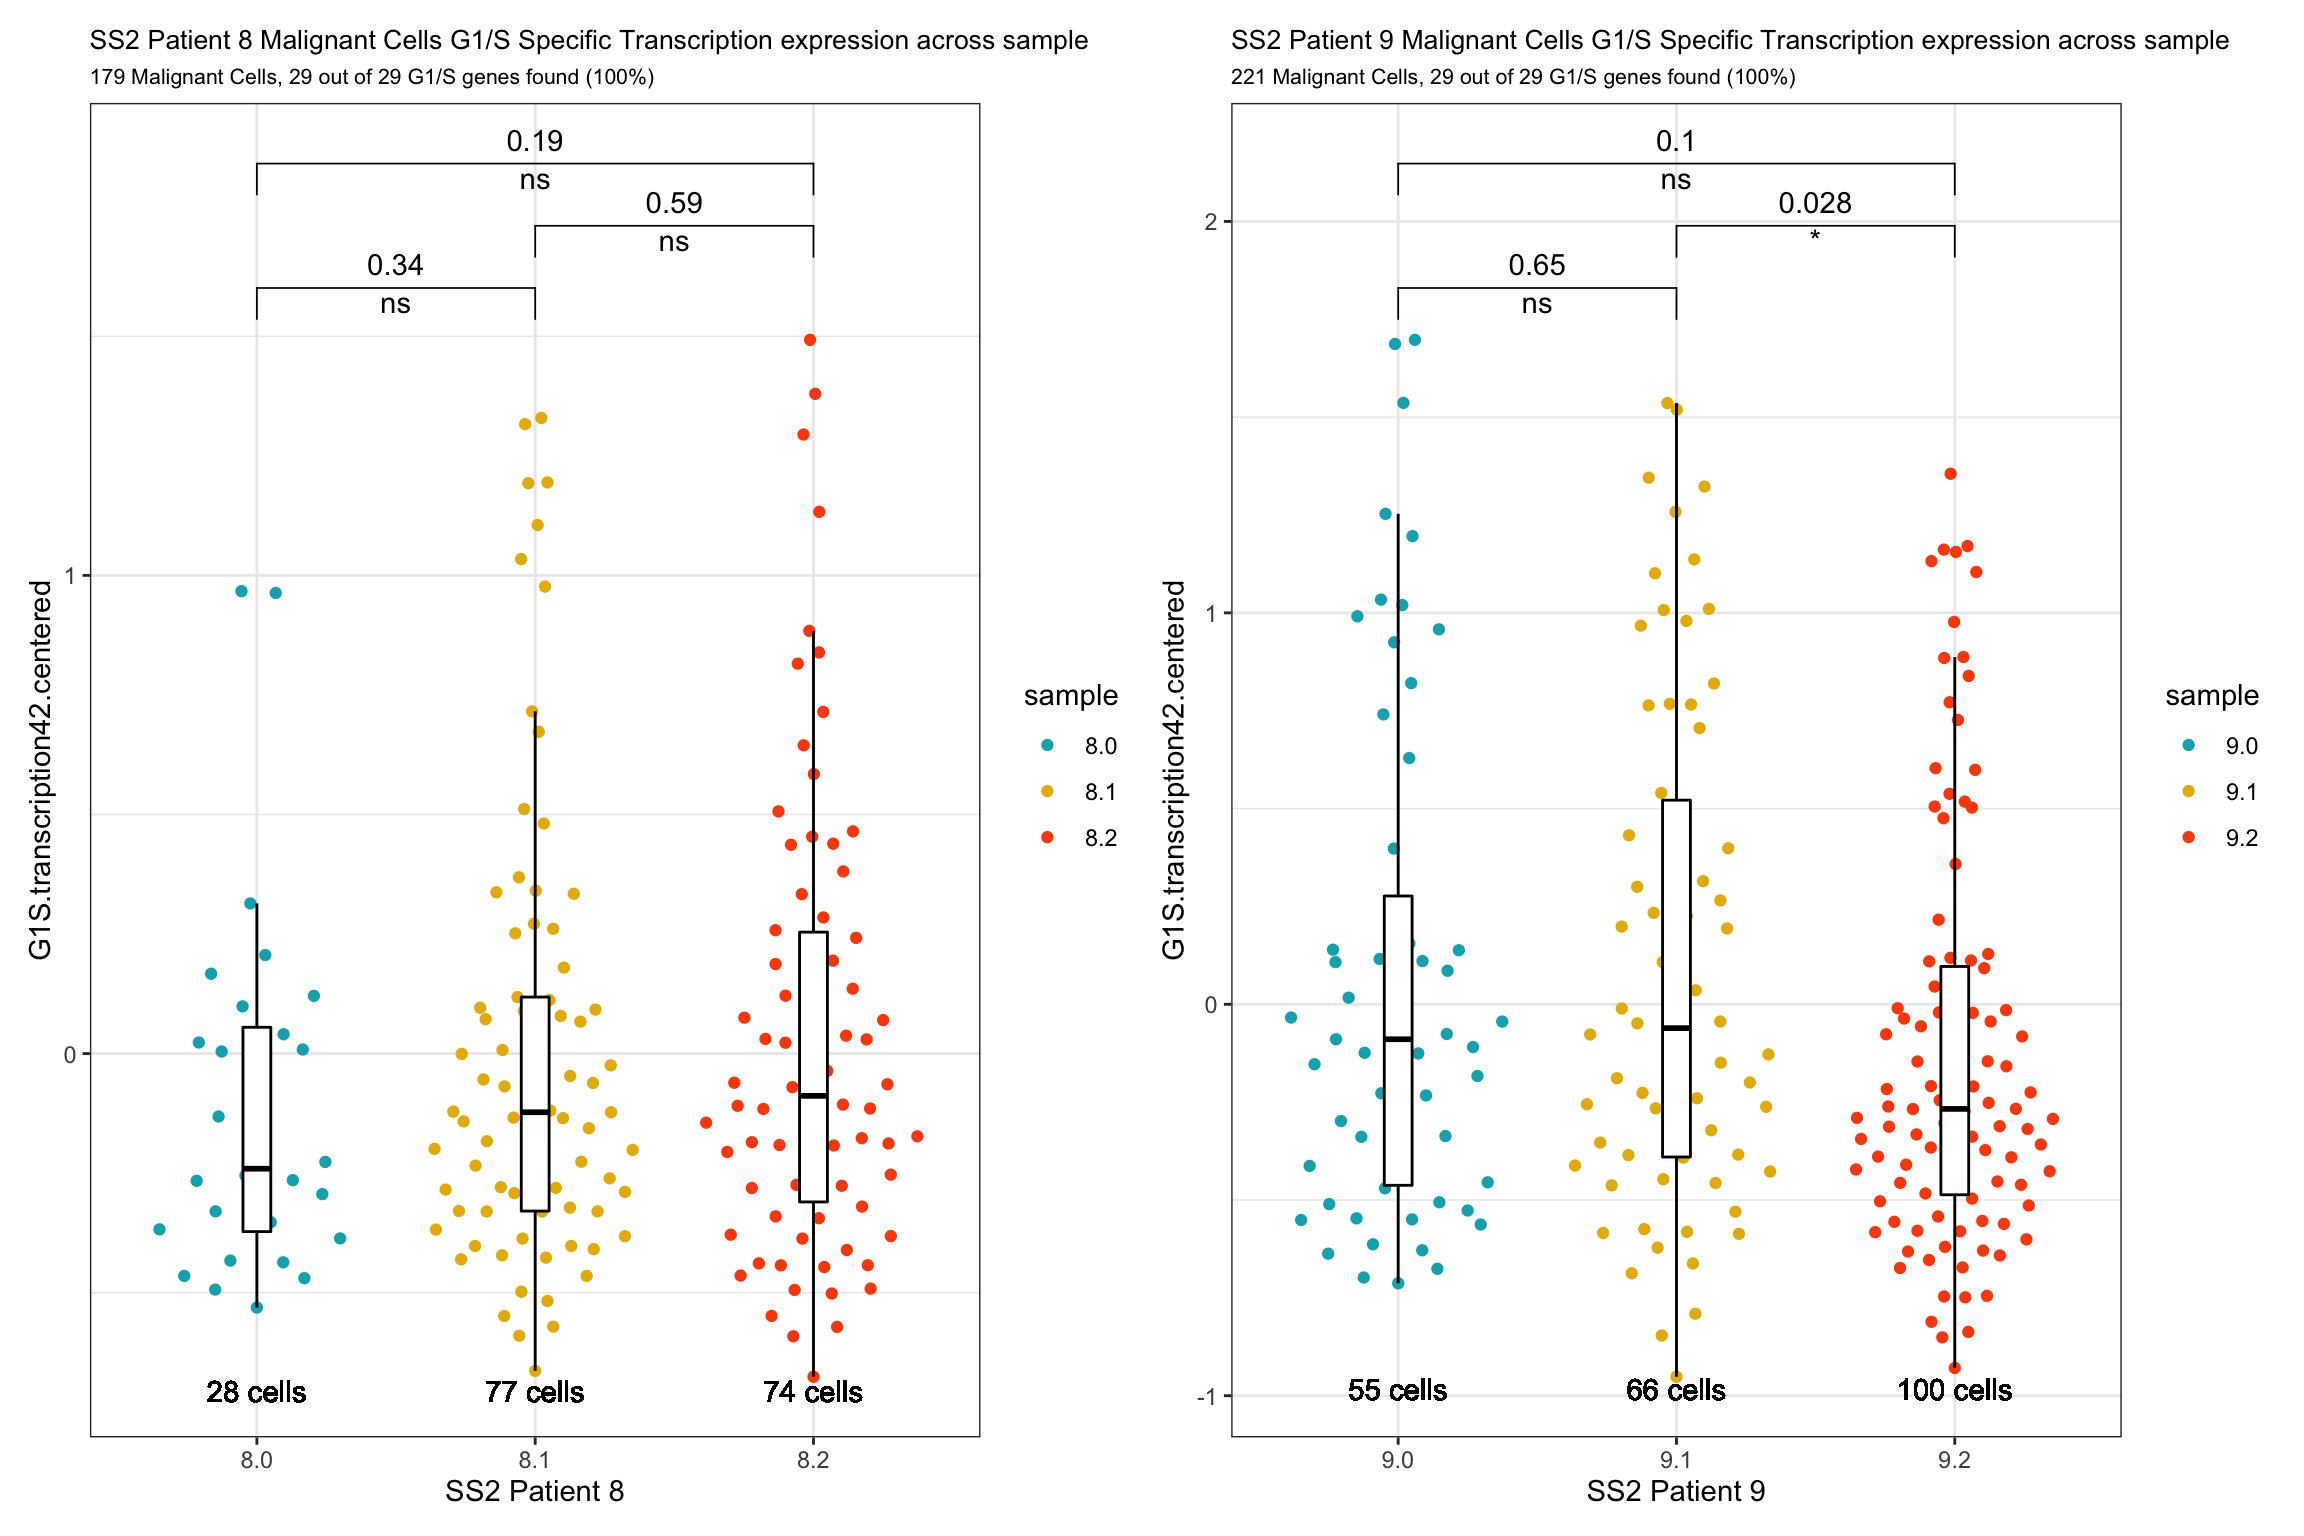 SS2 Patient 8 Malignant Cells G1/S Specific Transcription expression across sample
179 Malignant Cells, 29 out of 29 G1/S genes found (100%)
0.19
ns
0.59
ns
0.34
ns
1
0
G1S.transcription42.centered
28 cells
77 cells
74 cells
8.0
8.1
8.2
SS2 Patient 8
sample
8.0
8.1
8.2
SS2 Patient 9 Malignant Cells G1/S Specific Transcription expression across sample
221 Malignant Cells, 29 out of 29 G1/S genes found (100%)
0.1
ns
0.028
*
0.65
ns
2
1
0
-1
G1S.transcription42.centered
55 cells
66 cells
100 cells
9.0
9.1
9.2
SS2 Patient 9
sample
9.0
9.1
9.2